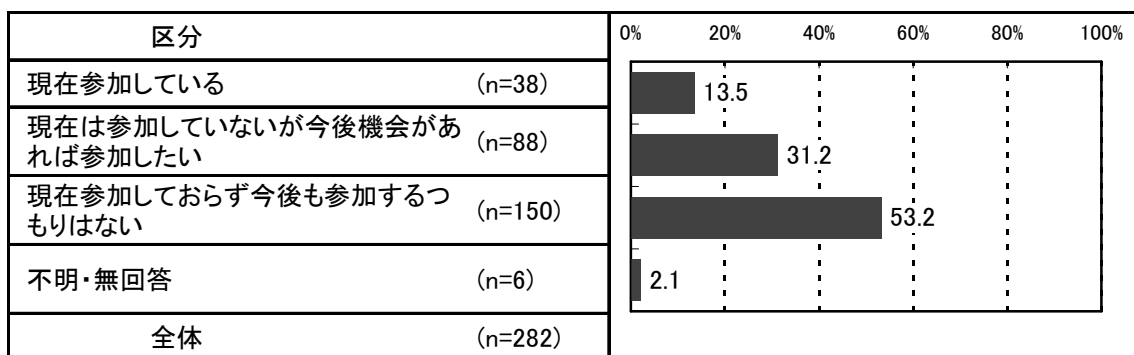 区分
0% 20% 40% 60% 80% 100%
現在参加している (n=38) 13.5
現在は参加していないが今後機会があ
れば参加したい (n=88) 31.2
現在参加しておらず今後も参加するつ
もりはない (n=150) 53.2
不明・無回答 (n=6) 2.1
全体 (n=282)